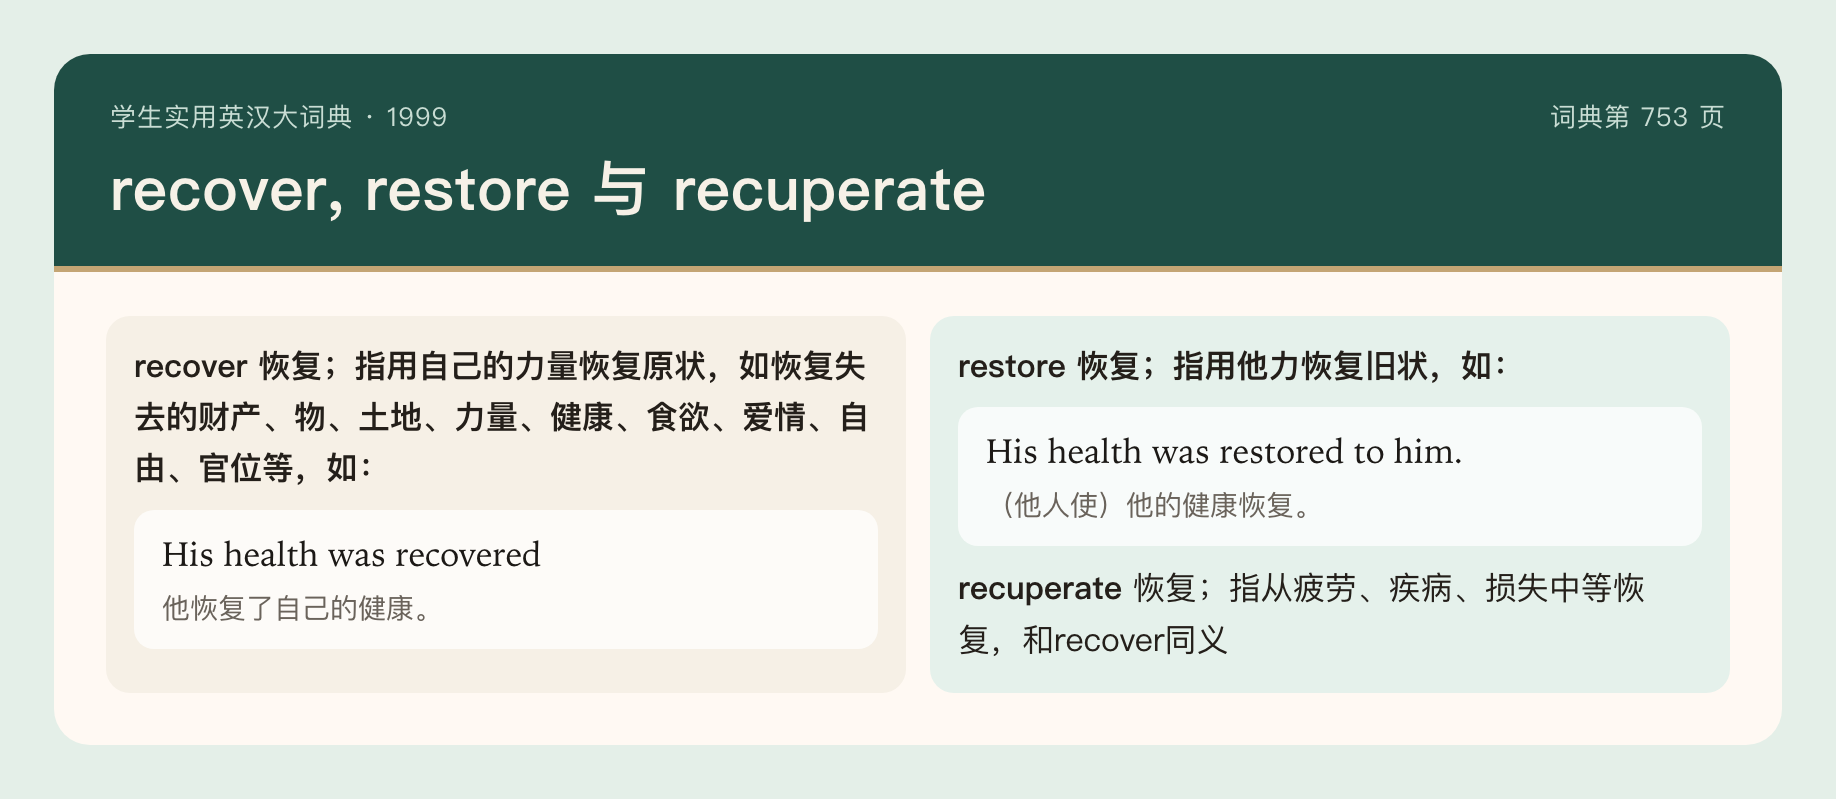 学生实用英汉大词典 · 1999
词典第 753 页
recover, restore 与 recuperate
recover 恢复；指用自己的力量恢复原状，如恢复失
去的财产、物、土地、力量、健康、食欲、爱情、自
由、官位等，如：
His health was recovered
他恢复了自己的健康。
restore 恢复；指用他力恢复旧状，如：
His health was restored to him.
（他人使）他的健康恢复。
recuperate 恢复；指从疲劳、疾病、损失中等恢
复，和recover同义